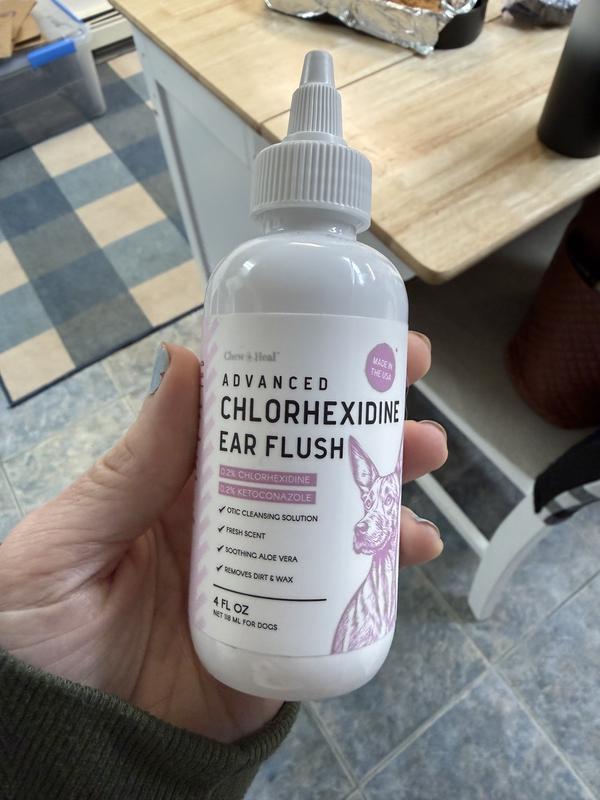 Chew + Heal™
MADE IN
THE USA
ADVANCED
CHLORHEXIDINE
EAR FLUSH
0.2% CHLORHEXIDINE
0.2% KETOCONAZOLE
✓ OTIC CLEANSING SOLUTION
✓ FRESH SCENT
✓ SOOTHING ALOE VERA
✓ REMOVES DIRT & WAX
4 FL OZ
NET 118 ML FOR DOGS